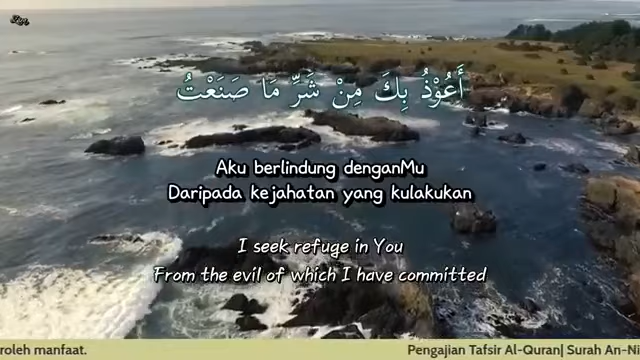 أَعُوْذُ بِكَ مِنْ شَرِّ مَا صَنَعْتُ
Aku berlindung denganMu
Daripada kejahatan yang kulakukan
I seek refuge in You
From the evil of which I have committed
roleh manfaat. Pengajian Tafsir Al-Quran| Surah An-Ni